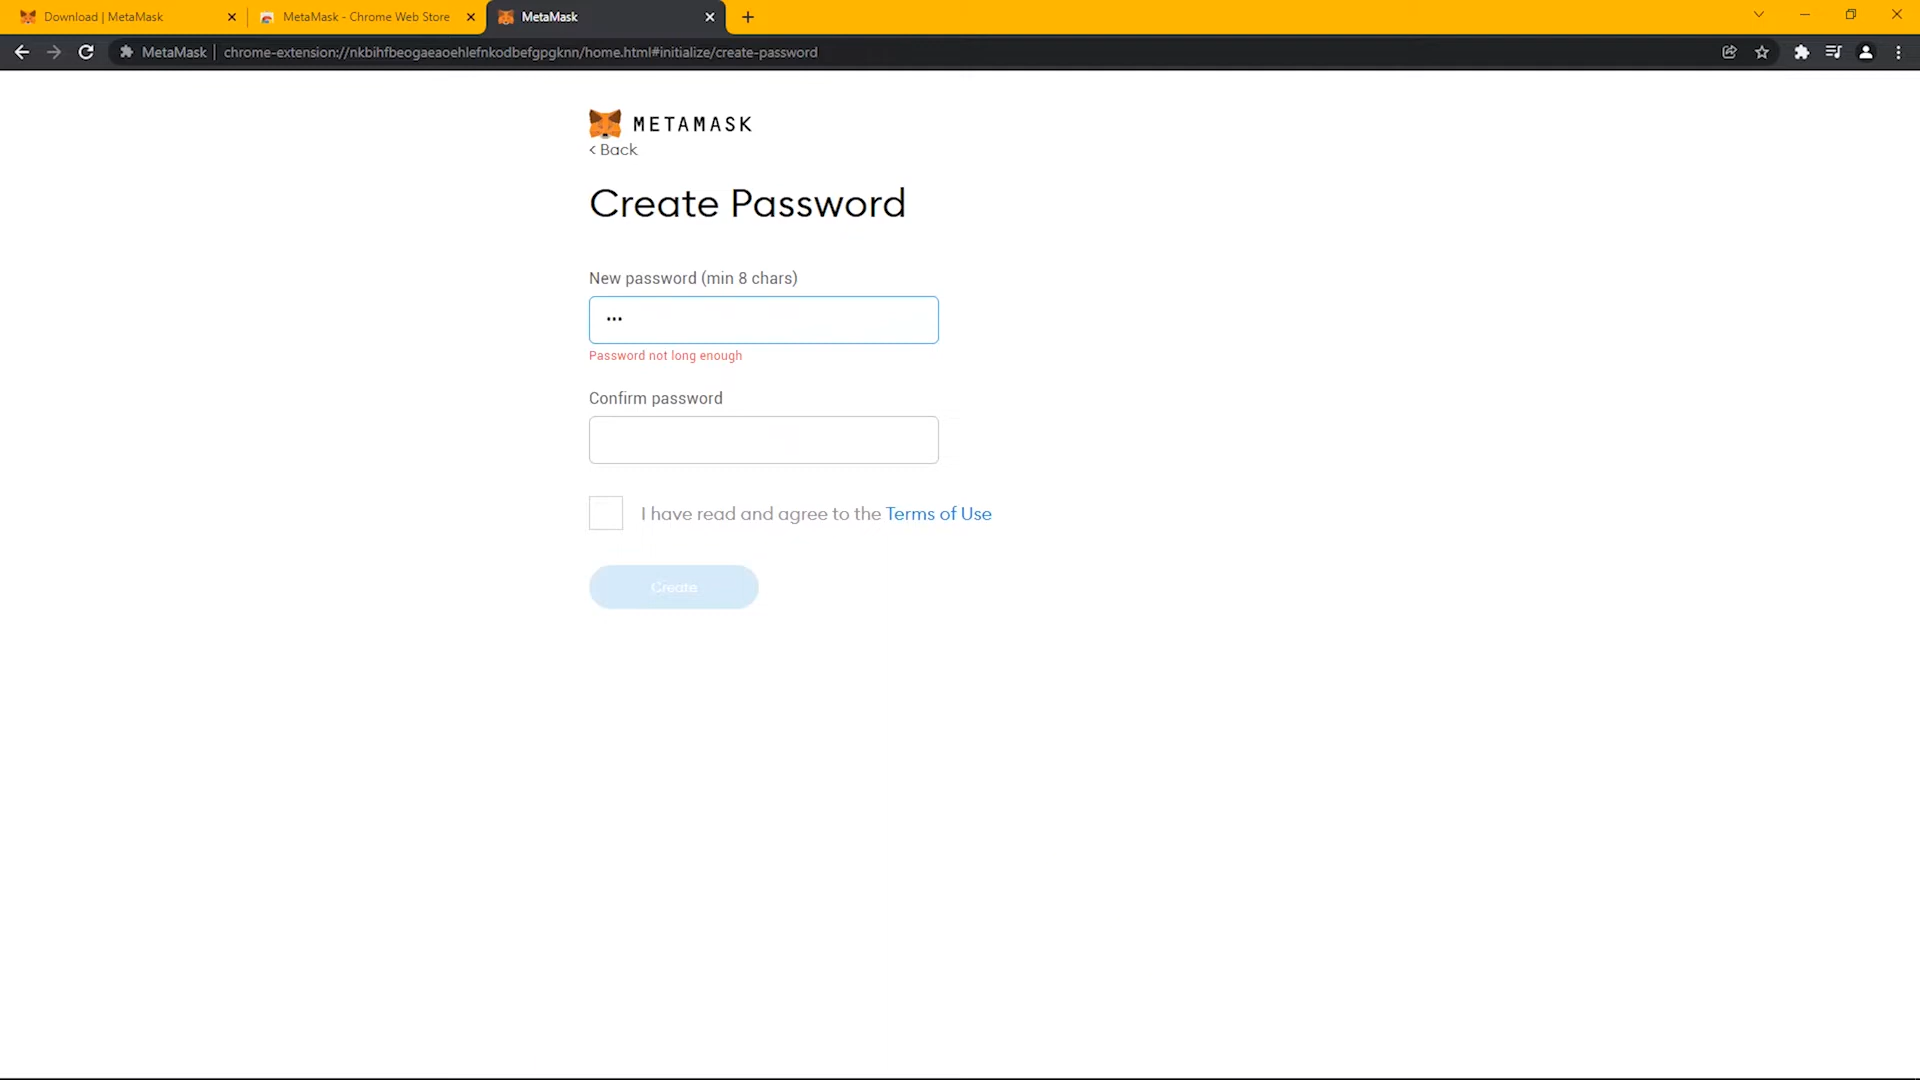 Download | MetaMask
MetaMask - Chrome Web Store
MetaMask
MetaMask | chrome-extension://nkbihfbeogaeaoehlefnkodbefgpgknn/home.html#initialize/create-password
METAMASK
< Back
Create Password
New password (min 8 chars)
•••
Password not long enough
Confirm password
I have read and agree to the Terms of Use
Create